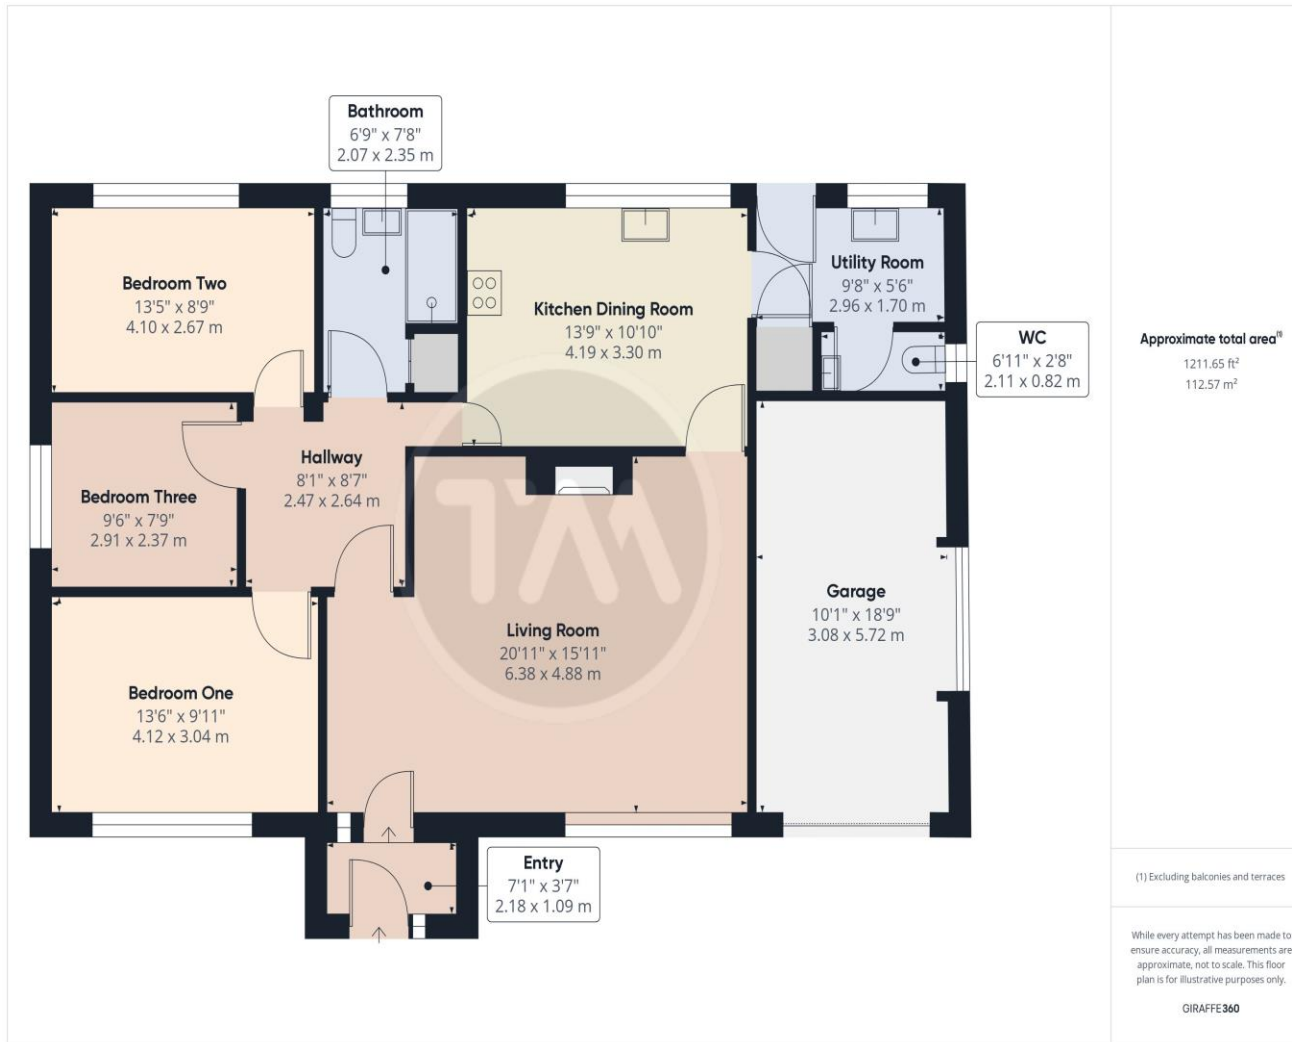 Bathroom
6'9" x 7'8"
2.07 x 2.35 m
Bedroom Two
13'5" x 8'9"
4.10 x 2.67 m
Kitchen Dining Room
13'9" x 10'10"
4.19 x 3.30 m
Utility Room
9'8" x 5'6"
2.96 x 1.70 m
WC
6'11" x 2'8"
2.11 x 0.82 m
Hallway
8'1" x 8'7"
2.47 x 2.64 m
Bedroom Three
9'6" x 7'9"
2.91 x 2.37 m
TM
Living Room
20'11" x 15'11"
6.38 x 4.88 m
Garage
10'1" x 18'9"
3.08 x 5.72 m
Bedroom One
13'6" x 9'11"
4.12 x 3.04 m
Entry
7'1" x 3'7"
2.18 x 1.09 m
Approximate total area(1)
1211.65 ft²
112.57 m²
(1) Excluding balconies and terraces
While every attempt has been made to
ensure accuracy, all measurements are
approximate, not to scale. This floor
plan is for illustrative purposes only.
GIRAFFE360